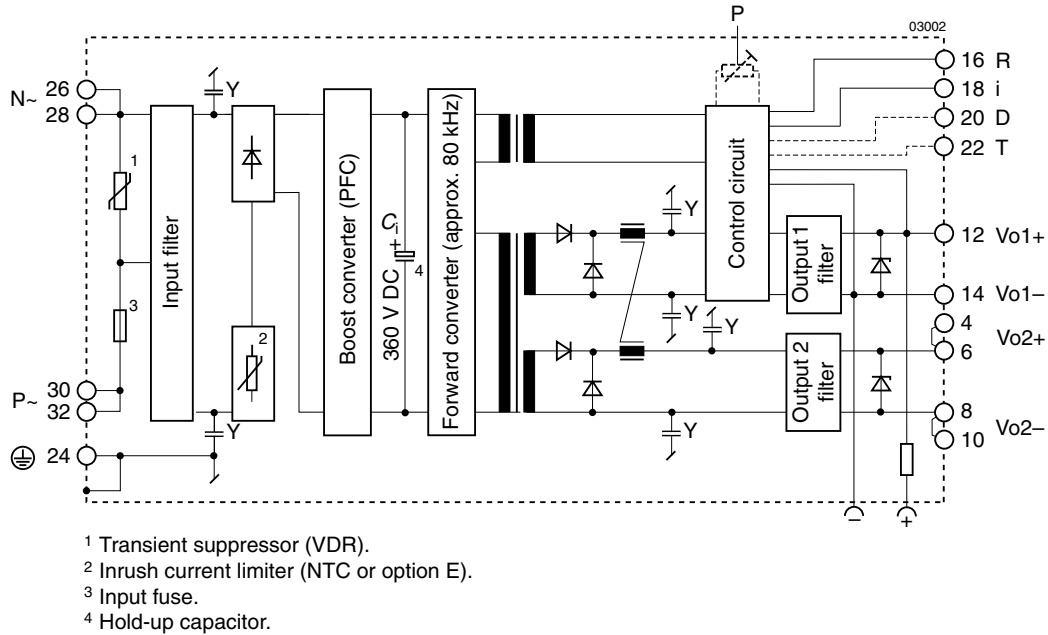 P
03002
N~ 26
28
Y
16 R
18 i
20 D
22 T
1
3
2
4
Input filter
Boost converter (PFC)
360 V DC
Ci
+
Forward converter (approx. 80 kHz)
Control circuit
Y
Y
Y
Output 1
filter
Output 2
filter
12 Vo1+
14 Vo1–
4
Vo2+
6
8
Vo2–
10
P~ 30
32
Y
Y
24
–
+
1 Transient suppressor (VDR).
2 Inrush current limiter (NTC or option E).
3 Input fuse.
4 Hold-up capacitor.